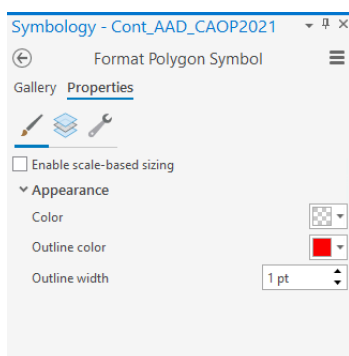 Symbology - Cont_AAD_CAOP2021
Format Polygon Symbol
Gallery Properties
Enable scale-based sizing
Appearance
Color
Outline color
Outline width 1 pt